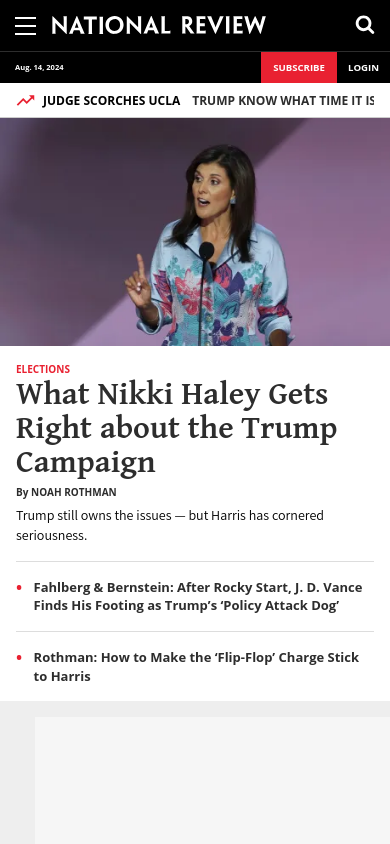 NATIONAL REVIEW
Aug. 14, 2024
SUBSCRIBE
LOGIN
JUDGE SCORCHES UCLA
TRUMP KNOW WHAT TIME IT IS
ELECTIONS
What Nikki Haley Gets
Right about the Trump
Campaign
By NOAH ROTHMAN
Trump still owns the issues — but Harris has cornered
seriousness.
• Fahlberg & Bernstein: After Rocky Start, J. D. Vance
Finds His Footing as Trump’s ‘Policy Attack Dog’
• Rothman: How to Make the ‘Flip-Flop’ Charge Stick
to Harris